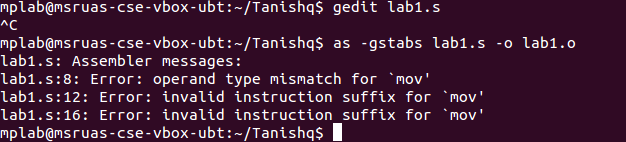 mplab@msruas-cse-vbox-ubt:~/Tanishq$ gedit lab1.s
^C
mplab@msruas-cse-vbox-ubt:~/Tanishq$ as -gstabs lab1.s -o lab1.o
lab1.s: Assembler messages:
lab1.s:8: Error: operand type mismatch for `mov'
lab1.s:12: Error: invalid instruction suffix for `mov'
lab1.s:16: Error: invalid instruction suffix for `mov'
mplab@msruas-cse-vbox-ubt:~/Tanishq$